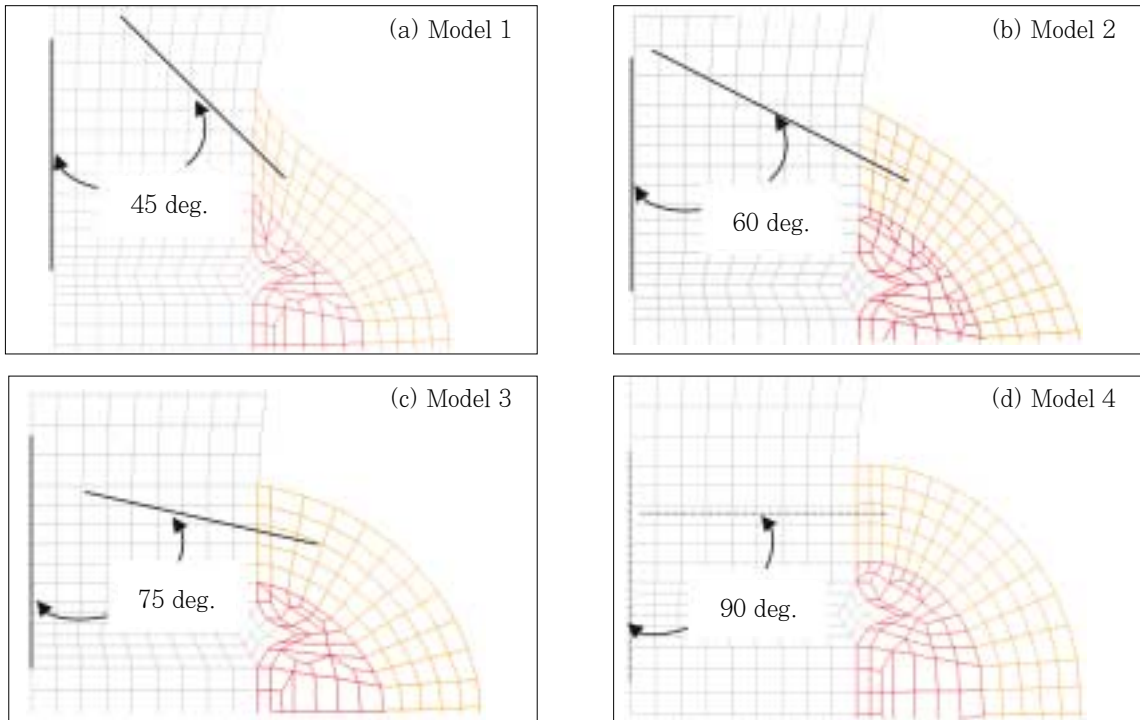 (a) Model 1
45 deg.
(b) Model 2
60 deg.
(c) Model 3
75 deg.
(d) Model 4
90 deg.